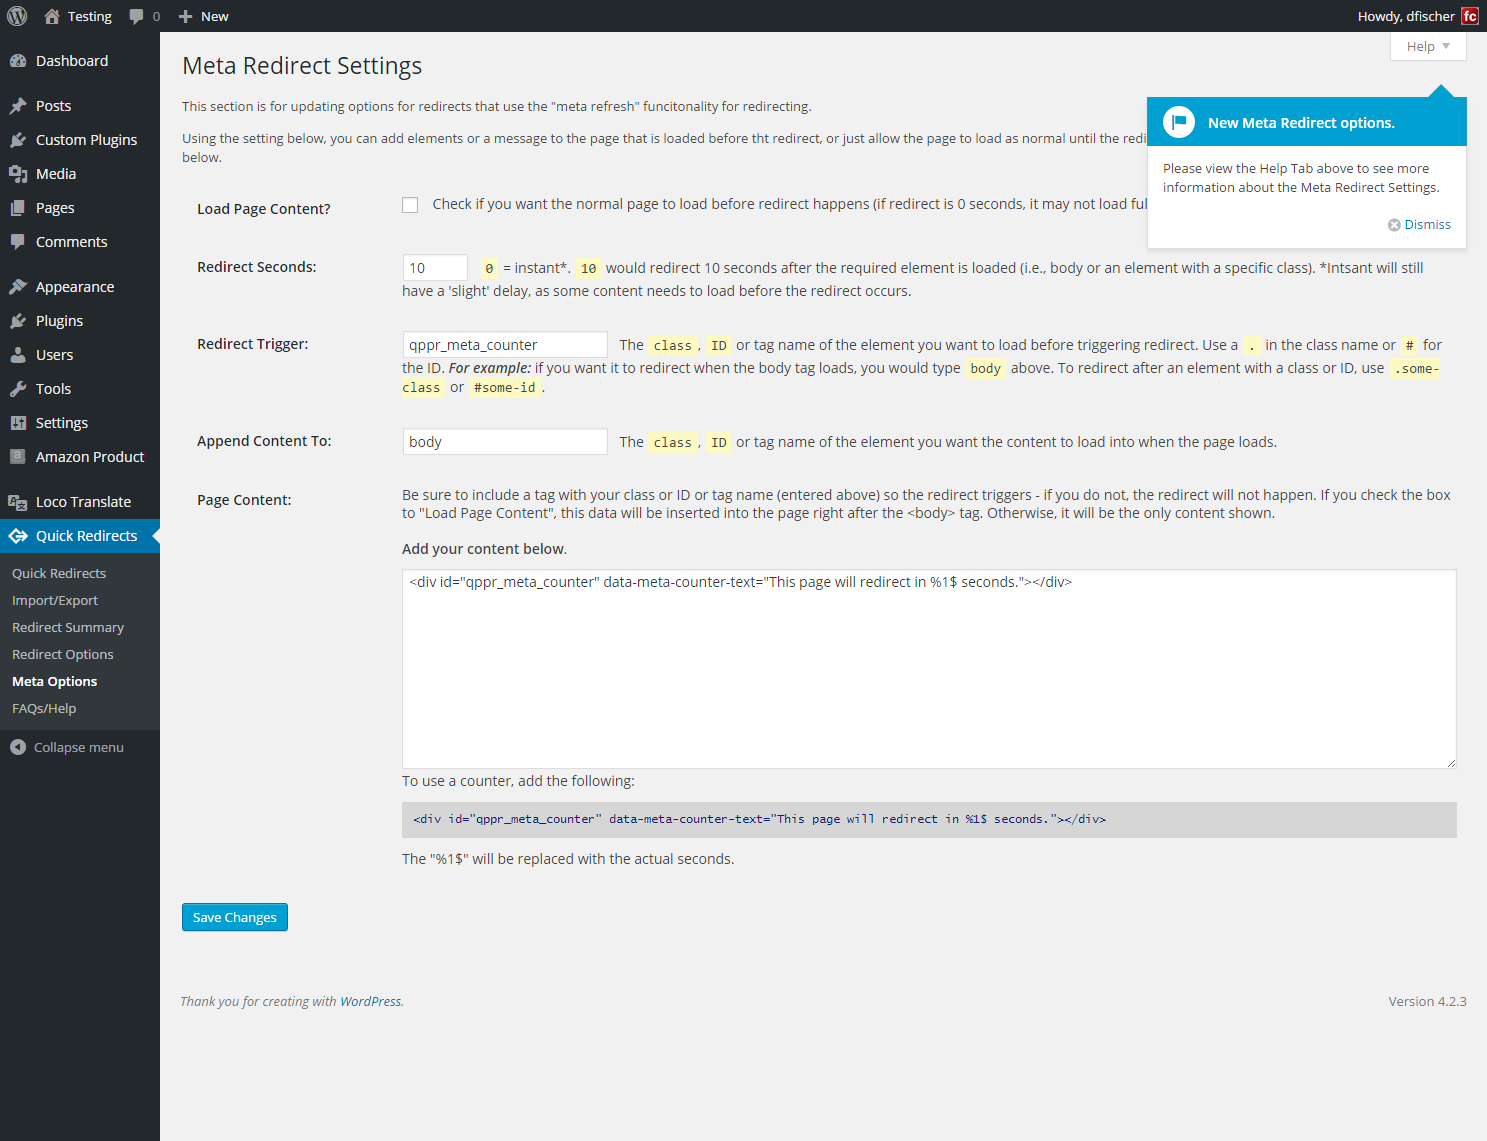 Testing
0
New
Howdy, dfischer
fc
Dashboard
Posts
Custom Plugins
Media
Pages
Comments
Appearance
Plugins
Users
Tools
Settings
Amazon Product
Loco Translate
Quick Redirects
Quick Redirects
Import/Export
Redirect Summary
Redirect Options
Meta Options
FAQs/Help
Collapse menu
Help
Meta Redirect Settings
This section is for updating options for redirects that use the "meta refresh" funcitonality for redirecting.
Using the setting below, you can add elements or a message to the page that is loaded before tht redirect, or just allow the page to load as normal until the redi
below.
New Meta Redirect options.
Please view the Help Tab above to see more
information about the Meta Redirect Settings.
Dismiss
Load Page Content?
Check if you want the normal page to load before redirect happens (if redirect is 0 seconds, it may not load ful
Redirect Seconds:
10 0 = instant*. 10 would redirect 10 seconds after the required element is loaded (i.e., body or an element with a specific class). *Intsant will still
have a 'slight' delay, as some content needs to load before the redirect occurs.
Redirect Trigger:
qppr_meta_counter The class, ID or tag name of the element you want to load before triggering redirect. Use a . in the class name or # for
the ID. For example: if you want it to redirect when the body tag loads, you would type body above. To redirect after an element with a class or ID, use .some-
class or #some-id.
Append Content To:
body The class, ID or tag name of the element you want the content to load into when the page loads.
Page Content:
Be sure to include a tag with your class or ID or tag name (entered above) so the redirect triggers - if you do not, the redirect will not happen. If you check the box
to "Load Page Content", this data will be inserted into the page right after the <body> tag. Otherwise, it will be the only content shown.
Add your content below.
<div id="qppr_meta_counter" data-meta-counter-text="This page will redirect in %1$ seconds."></div>
To use a counter, add the following:
<div id="qppr_meta_counter" data-meta-counter-text="This page will redirect in %1$ seconds."></div>
The "%1$" will be replaced with the actual seconds.
Save Changes
Thank you for creating with WordPress.
Version 4.2.3